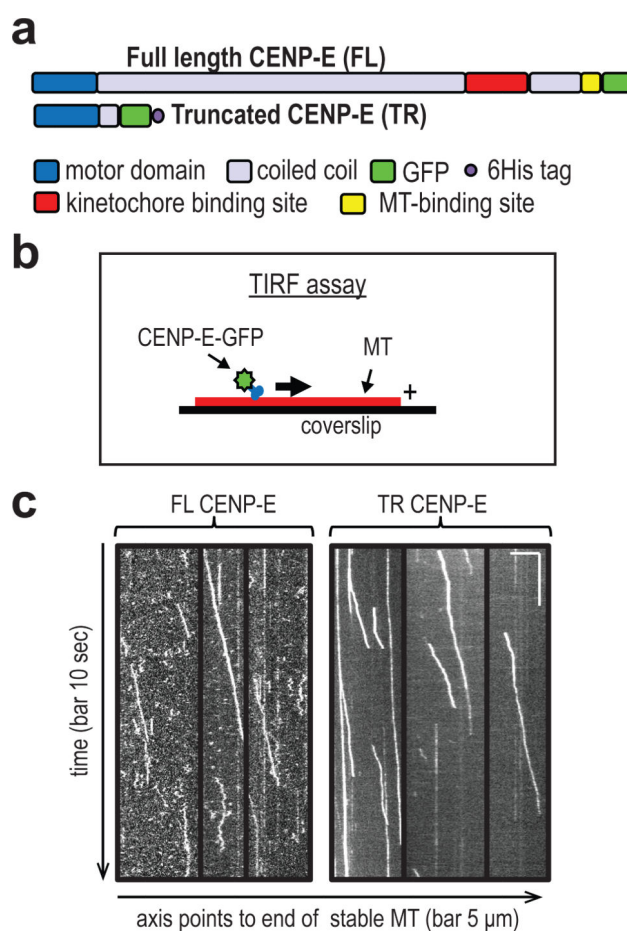 a
Full length CENP-E (FL)
Truncated CENP-E (TR)
motor domain coiled coil GFP 6His tag
kinetochore binding site MT-binding site
b
TIRF assay
CENP-E-GFP
MT
+
coverslip
c
FL CENP-E TR CENP-E
time (bar 10 sec)
axis points to end of stable MT (bar 5 µm)